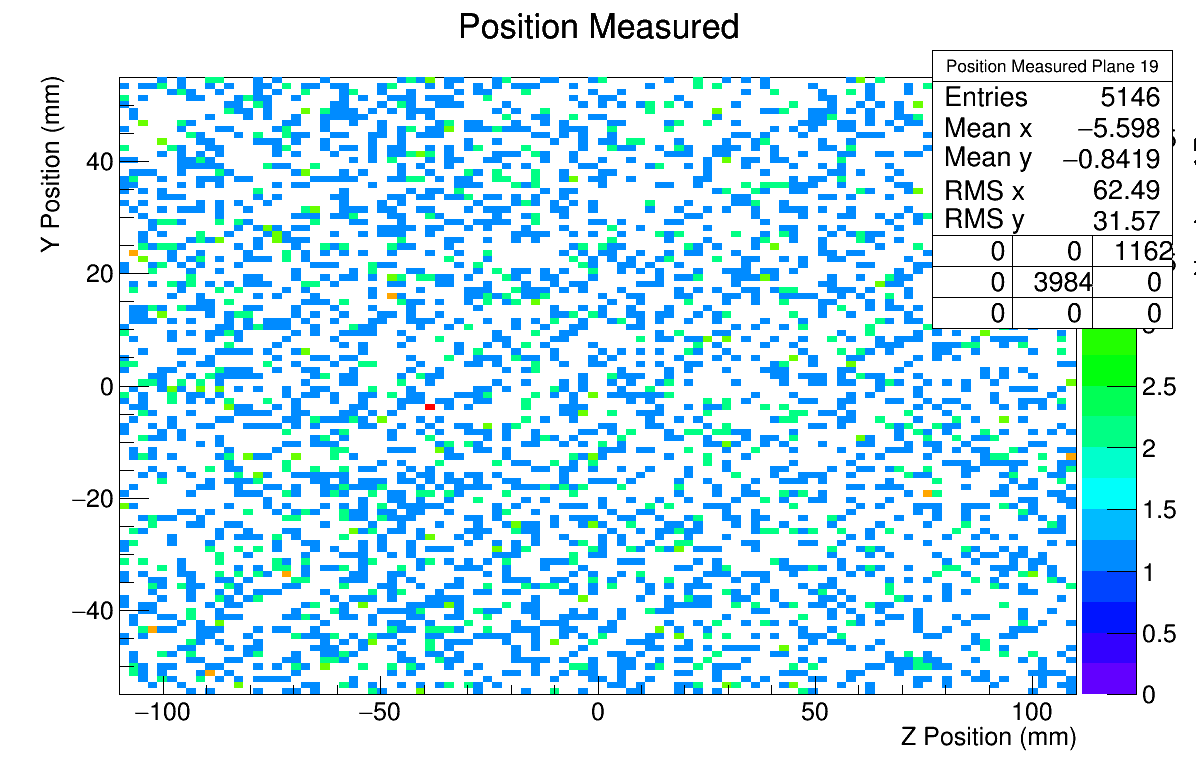 Position Measured
Position Measured Plane 19
Entries 5146
Mean x −5.598
Mean y −0.8419
RMS x 62.49
RMS y 31.57
0 0 1162
0 3984 0
0 0 0
Y Position (mm)
40
20
0
−20
−40
2.5
2
1.5
1
0.5
0
−100 −50 0 50 100
Z Position (mm)